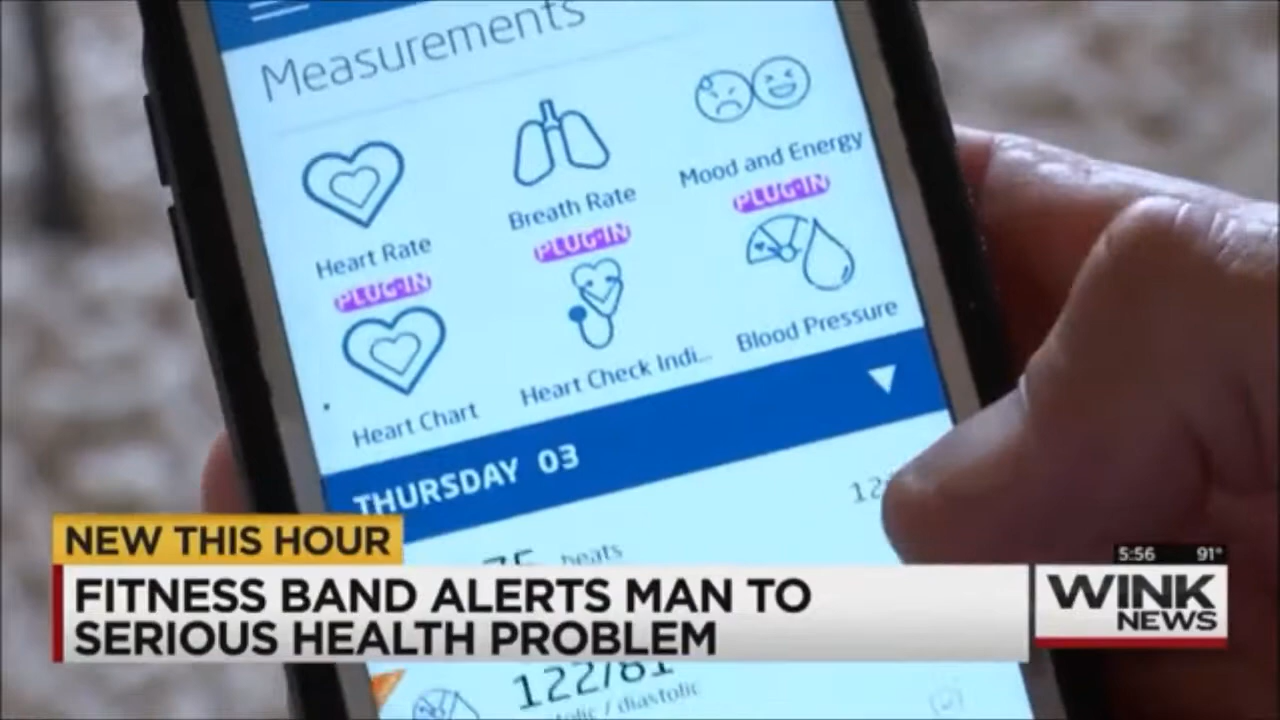 Measurements
Heart Rate
Breath Rate
Mood and Energy
PLUG-IN
PLUG-IN
PLUG-IN
Heart Chart
Heart Check Indi...
Blood Pressure
THURSDAY 03
75 beats
122/81
/ diastolic
NEW THIS HOUR
FITNESS BAND ALERTS MAN TO
SERIOUS HEALTH PROBLEM
5:56 91°
WINK
NEWS